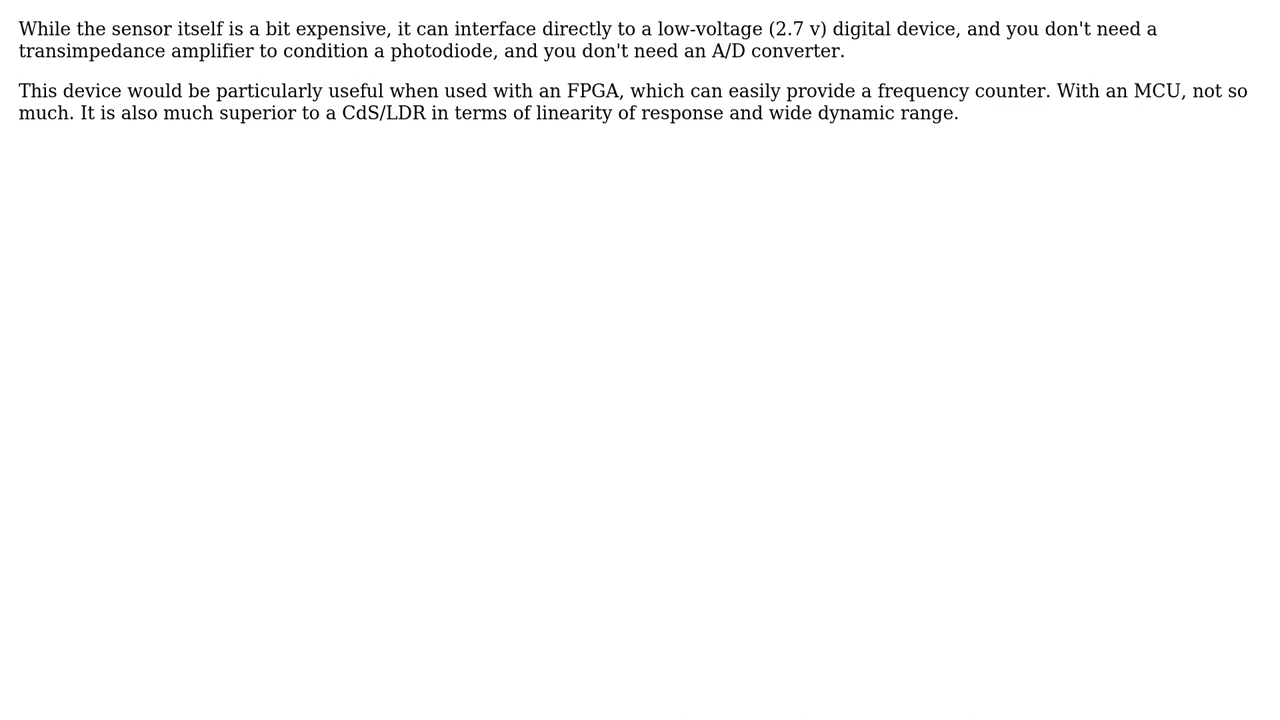 While the sensor itself is a bit expensive, it can interface directly to a low-voltage (2.7 v) digital device, and you don't need a
transimpedance amplifier to condition a photodiode, and you don't need an A/D converter.
This device would be particularly useful when used with an FPGA, which can easily provide a frequency counter. With an MCU, not so
much. It is also much superior to a CdS/LDR in terms of linearity of response and wide dynamic range.